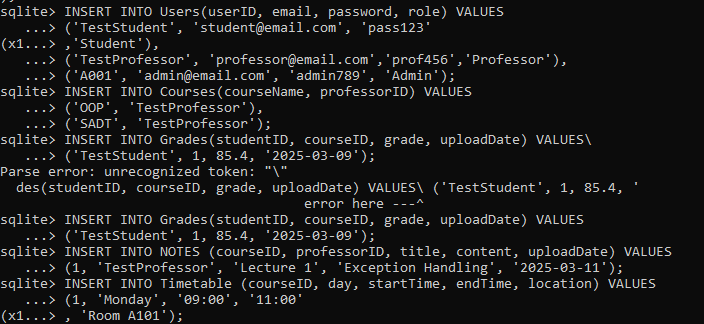 sqlite> INSERT INTO Users(userID, email, password, role) VALUES
   ...> ('TestStudent', 'student@email.com', 'pass123'
(x1...> ,'Student'),
   ...> ('TestProfessor', 'professor@email.com','prof456','Professor'),
   ...> ('A001', 'admin@email.com', 'admin789', 'Admin');
sqlite> INSERT INTO Courses(courseName, professorID) VALUES
   ...> ('OOP', 'TestProfessor'),
   ...> ('SADT', 'TestProfessor');
sqlite> INSERT INTO Grades(studentID, courseID, grade, uploadDate) VALUES\
   ...> ('TestStudent', 1, 85.4, '2025-03-09');
Parse error: unrecognized token: "\"
  des(studentID, courseID, grade, uploadDate) VALUES\ ('TestStudent', 1, 85.4, '
                                      error here ---^
sqlite> INSERT INTO Grades(studentID, courseID, grade, uploadDate) VALUES
   ...> ('TestStudent', 1, 85.4, '2025-03-09');
sqlite> INSERT INTO NOTES (courseID, professorID, title, content, uploadDate) VALUES
   ...> (1, 'TestProfessor', 'Lecture 1', 'Exception Handling', '2025-03-11');
sqlite> INSERT INTO Timetable (courseID, day, startTime, endTime, location) VALUES
   ...> (1, 'Monday', '09:00', '11:00'
(x1...> , 'Room A101');